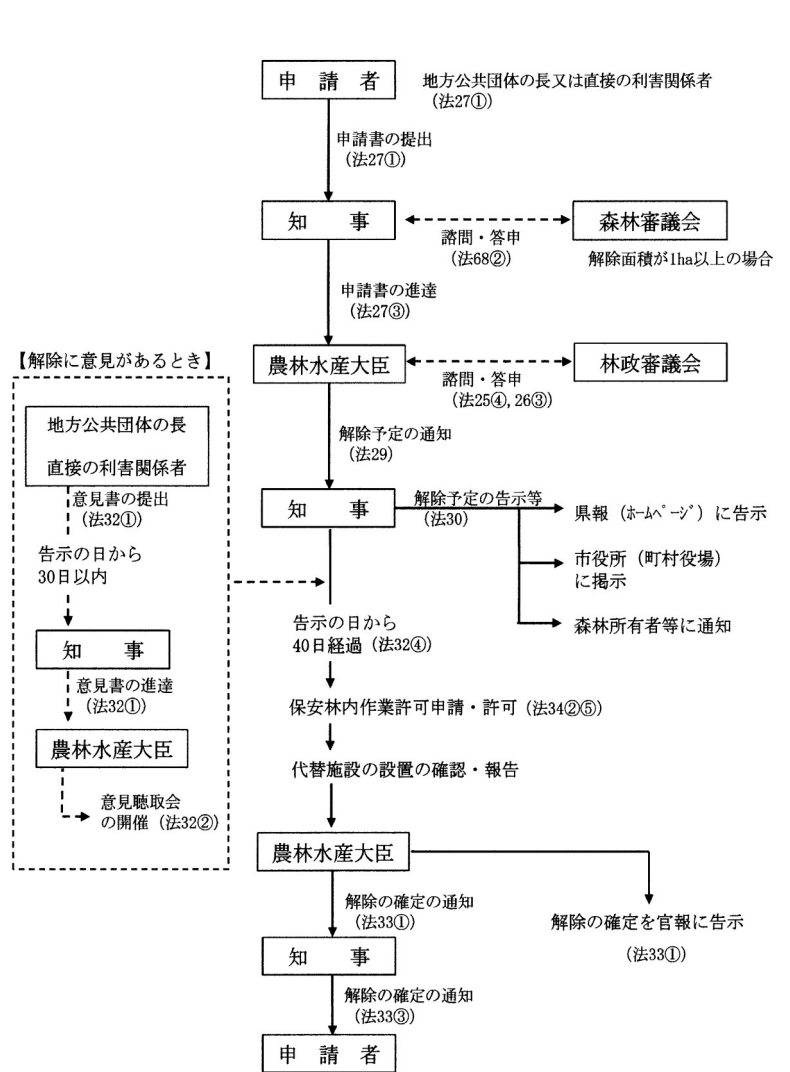 申　請　者
地方公共団体の長又は直接の利害関係者
(法27①)
申請書の提出
(法27①)
知　　事
諮問・答申
(法68②)
森林審議会
解除面積が1ha以上の場合
申請書の進達
(法27③)
農林水産大臣
諮問・答申
(法25④, 26③)
林政審議会
解除予定の通知
(法29)
知　　事
解除予定の告示等
(法30)
県報（ﾎｰﾑﾍﾟｰｼﾞ）に告示
市役所（町村役場）
に掲示
森林所有者等に通知
【解除に意見があるとき】
地方公共団体の長
直接の利害関係者
意見書の提出
(法32①)
告示の日から
30日以内
知　　事
意見書の進達
(法32①)
農林水産大臣
意見聴取会
の開催（法32②）
告示の日から
40日経過（法32④）
保安林内作業許可申請・許可（法34②⑤）
代替施設の設置の確認・報告
農林水産大臣
解除の確定の通知
(法33①)
解除の確定を官報に告示
(法33①)
知　　事
解除の確定の通知
(法33③)
申　請　者